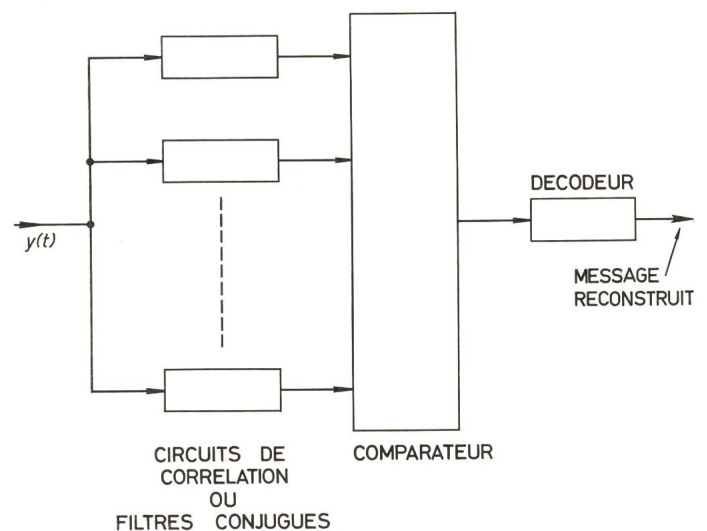 DECODEUR
y(t)
MESSAGE
RECONSTRUIT
CIRCUITS DE
CORRELATION
OU
FILTRES CONJUGUES
COMPARATEUR